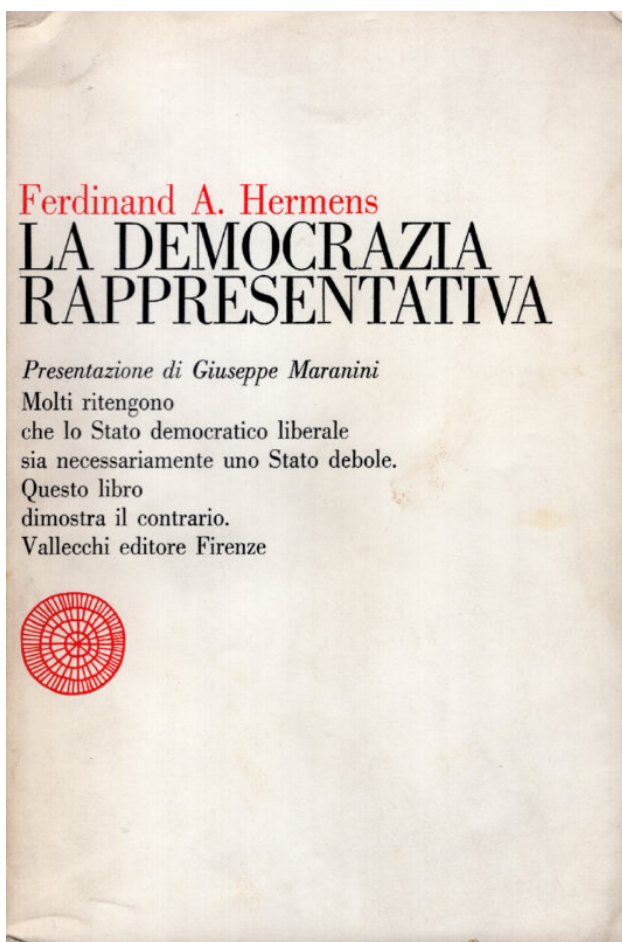 Ferdinand A. Hermens
LA DEMOCRAZIA
RAPPRESENTATIVA
Presentazione di Giuseppe Maranini
Molti ritengono
che lo Stato democratico liberale
sia necessariamente uno Stato debole.
Questo libro
dimostra il contrario.
Vallecchi editore Firenze